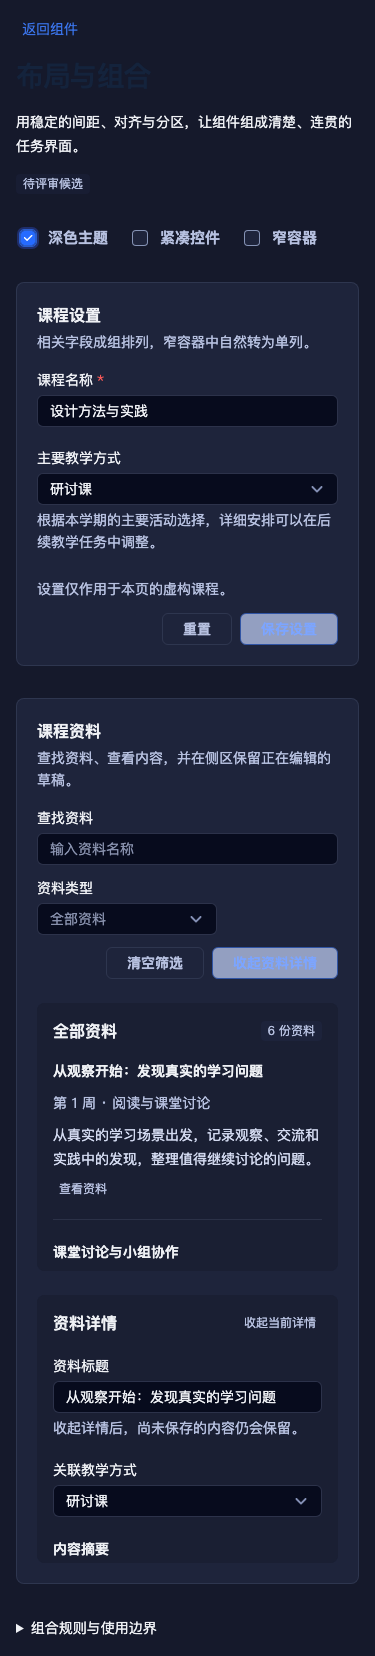 返回组件
布局与组合
用稳定的间距、对齐与分区，让组件组成清楚、连贯的
任务界面。
待评审候选
深色主题 紧凑控件 窄容器
课程设置
相关字段成组排列，窄容器中自然转为单列。
课程名称 *
设计方法与实践
主要教学方式
研讨课
根据本学期的主要活动选择，详细安排可以在后
续教学任务中调整。
设置仅作用于本页的虚构课程。
重置
课程资料
查找资料、查看内容，并在侧区保留正在编辑的
草稿。
查找资料
输入资料名称
资料类型
全部资料
清空筛选
全部资料 6 份资料
从观察开始：发现真实的学习问题
第 1 周 · 阅读与课堂讨论
从真实的学习场景出发，记录观察、交流和
实践中的发现，整理值得继续讨论的问题。
查看资料
课堂讨论与小组协作
资料详情 收起当前详情
资料标题
从观察开始：发现真实的学习问题
收起详情后，尚未保存的内容仍会保留。
关联教学方式
研讨课
内容摘要
组合规则与使用边界